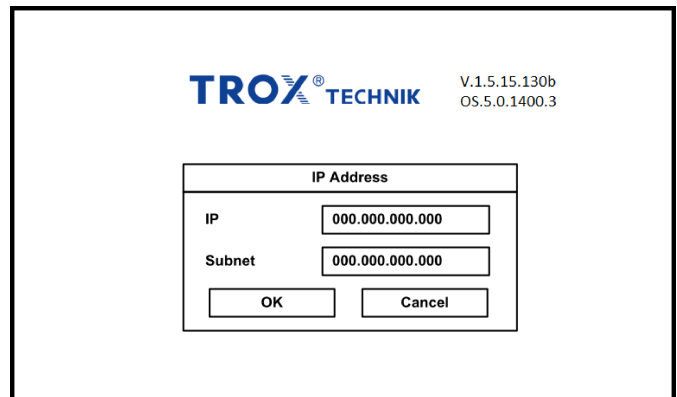 TROX® TECHNIK
V.1.5.15.130b
OS.5.0.1400.3
IP Address
IP 000.000.000.000
Subnet 000.000.000.000
OK Cancel